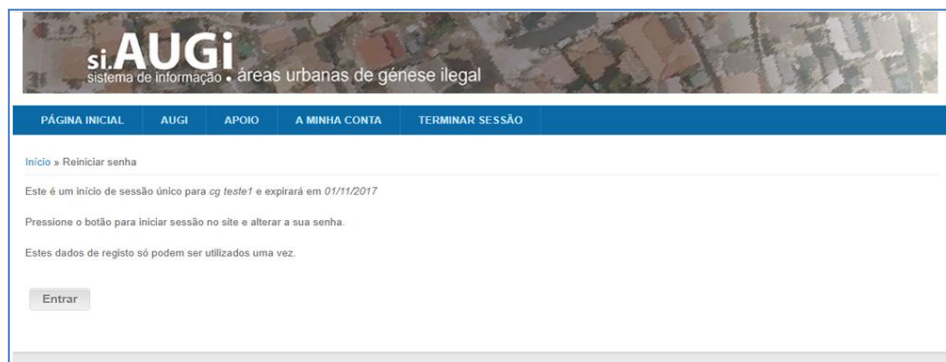 si.AUGi
sistema de informação • áreas urbanas de génese ilegal
PÁGINA INICIAL AUGI APOIO A MINHA CONTA TERMINAR SESSÃO
Início » Reiniciar senha
Este é um início de sessão único para cg teste1 e expirará em 01/11/2017
Pressione o botão para iniciar sessão no site e alterar a sua senha.
Estes dados de registo só podem ser utilizados uma vez.
Entrar